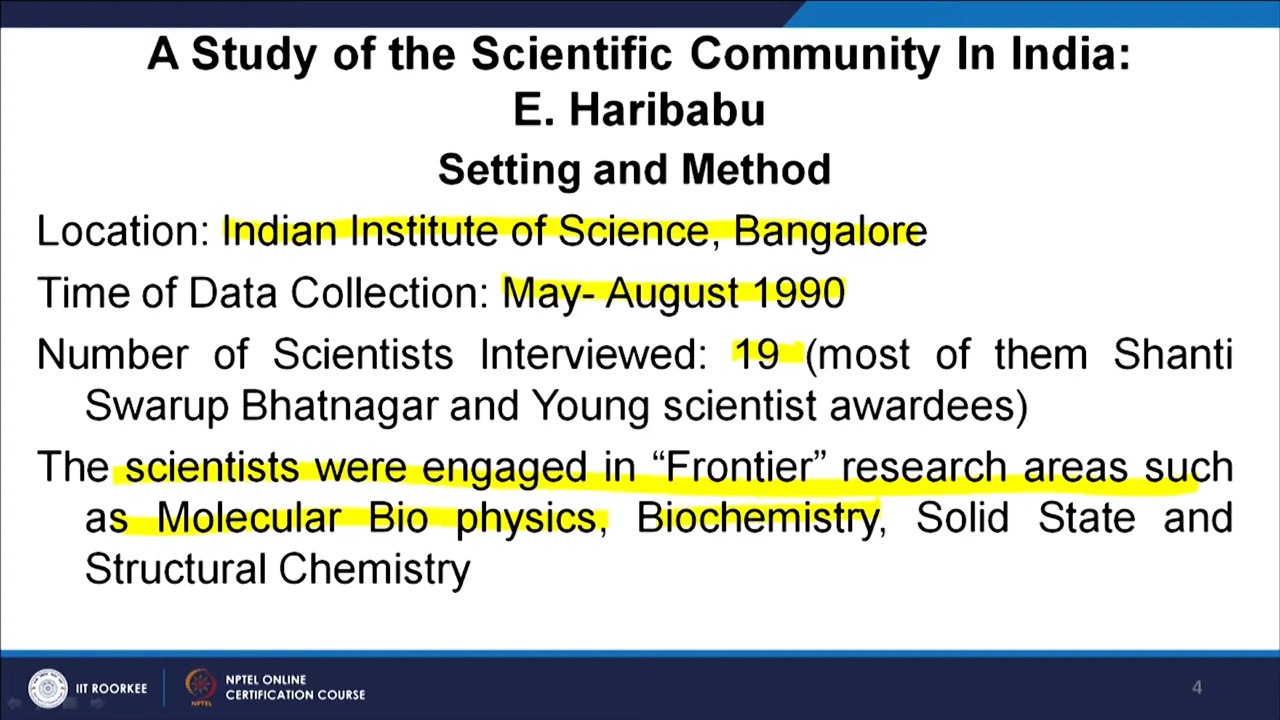 A Study of the Scientific Community In India:
E. Haribabu
Setting and Method
Location: Indian Institute of Science, Bangalore
Time of Data Collection: May- August 1990
Number of Scientists Interviewed: 19 (most of them Shanti
Swarup Bhatnagar and Young scientist awardees)
The scientists were engaged in “Frontier” research areas such
as Molecular Bio physics, Biochemistry, Solid State and
Structural Chemistry
IIT ROORKEE
NPTEL
NPTEL ONLINE
CERTIFICATION COURSE
4